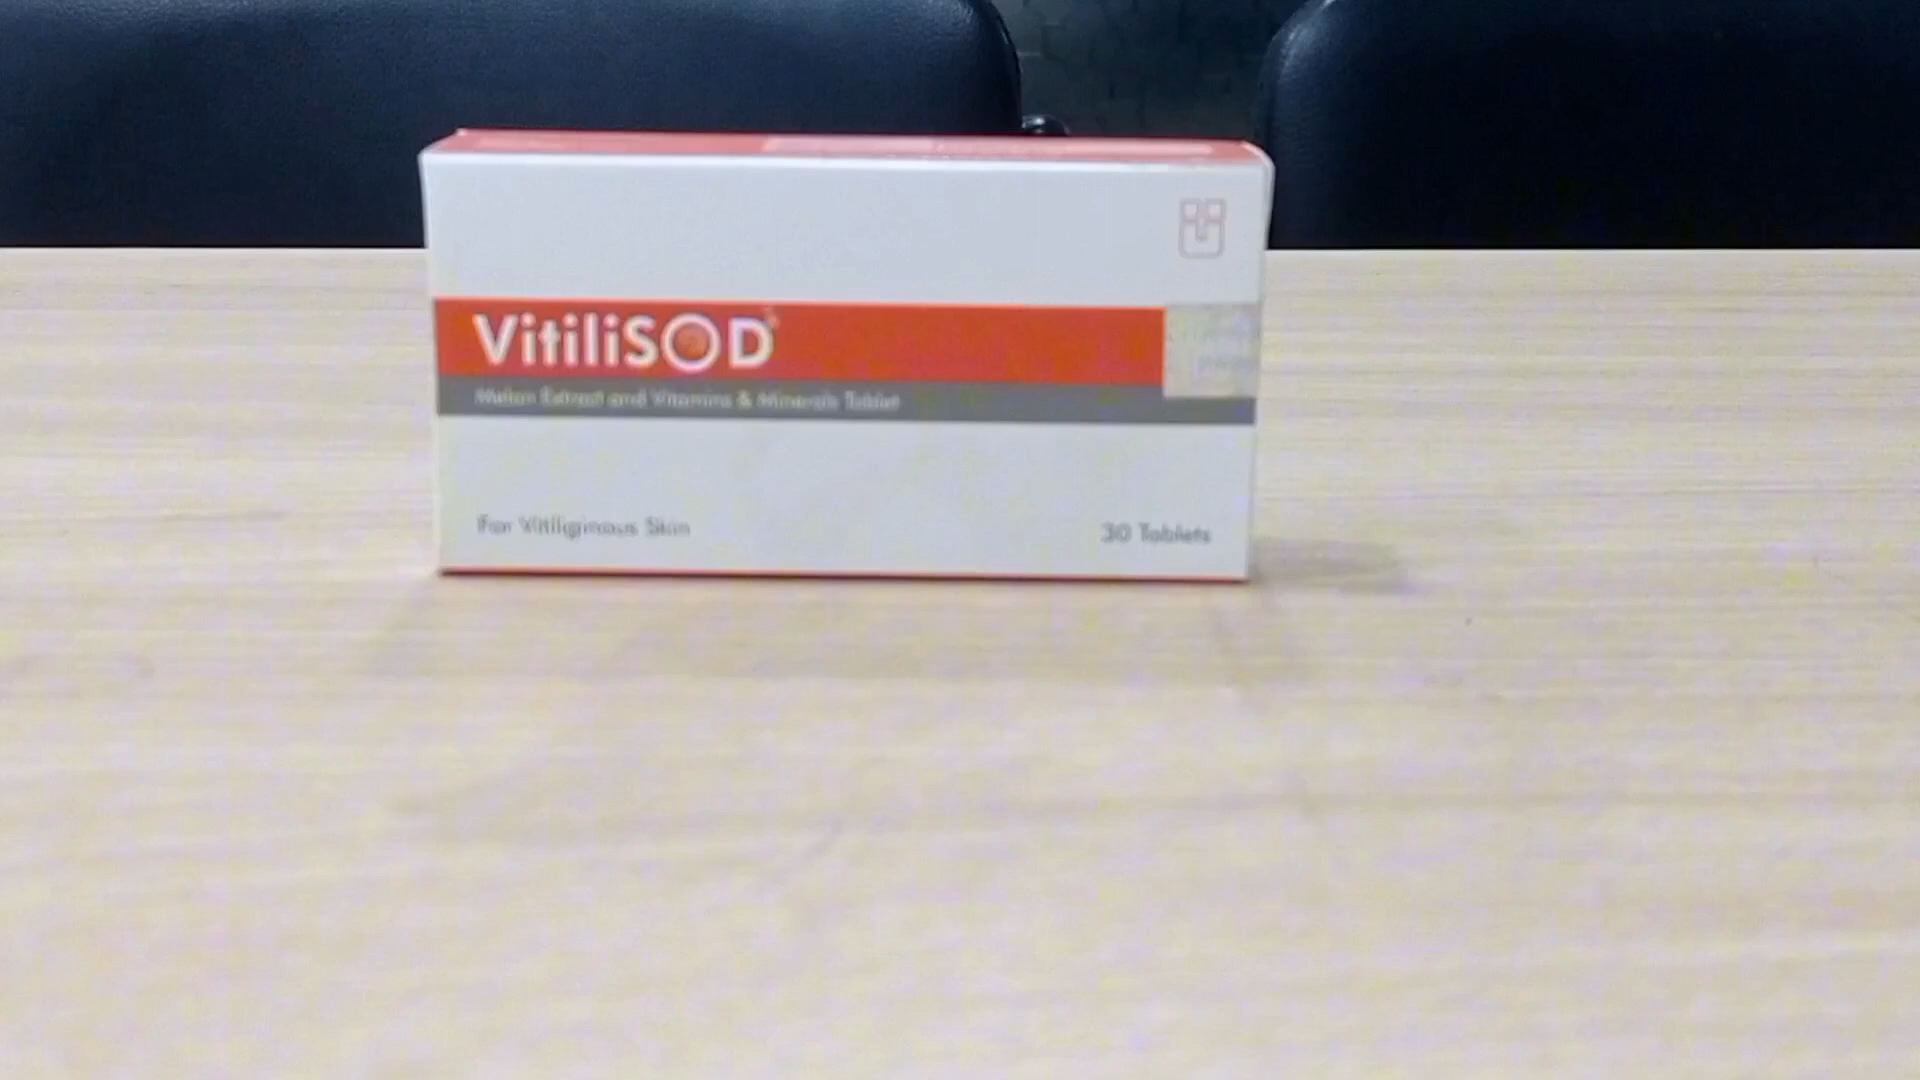 VitiliSOD
Melon Extract and Vitamins & Minerals Tablet
For Vitiliginous Skin
30 Tablets